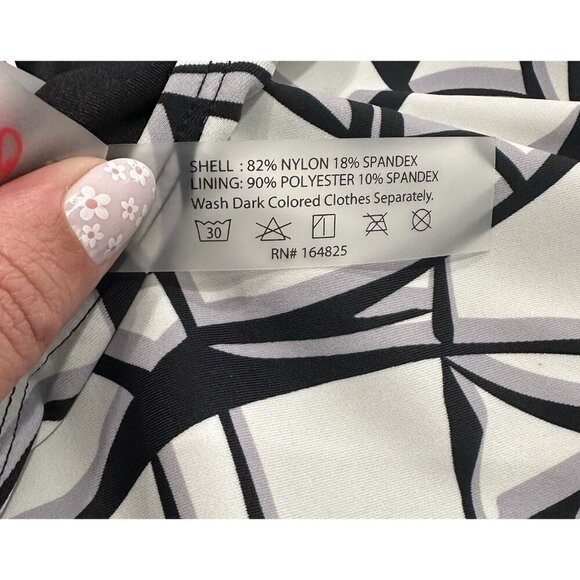 SHELL : 82% NYLON 18% SPANDEX
LINING: 90% POLYESTER 10% SPANDEX
Wash Dark Colored Clothes Separately.
30
RN# 164825